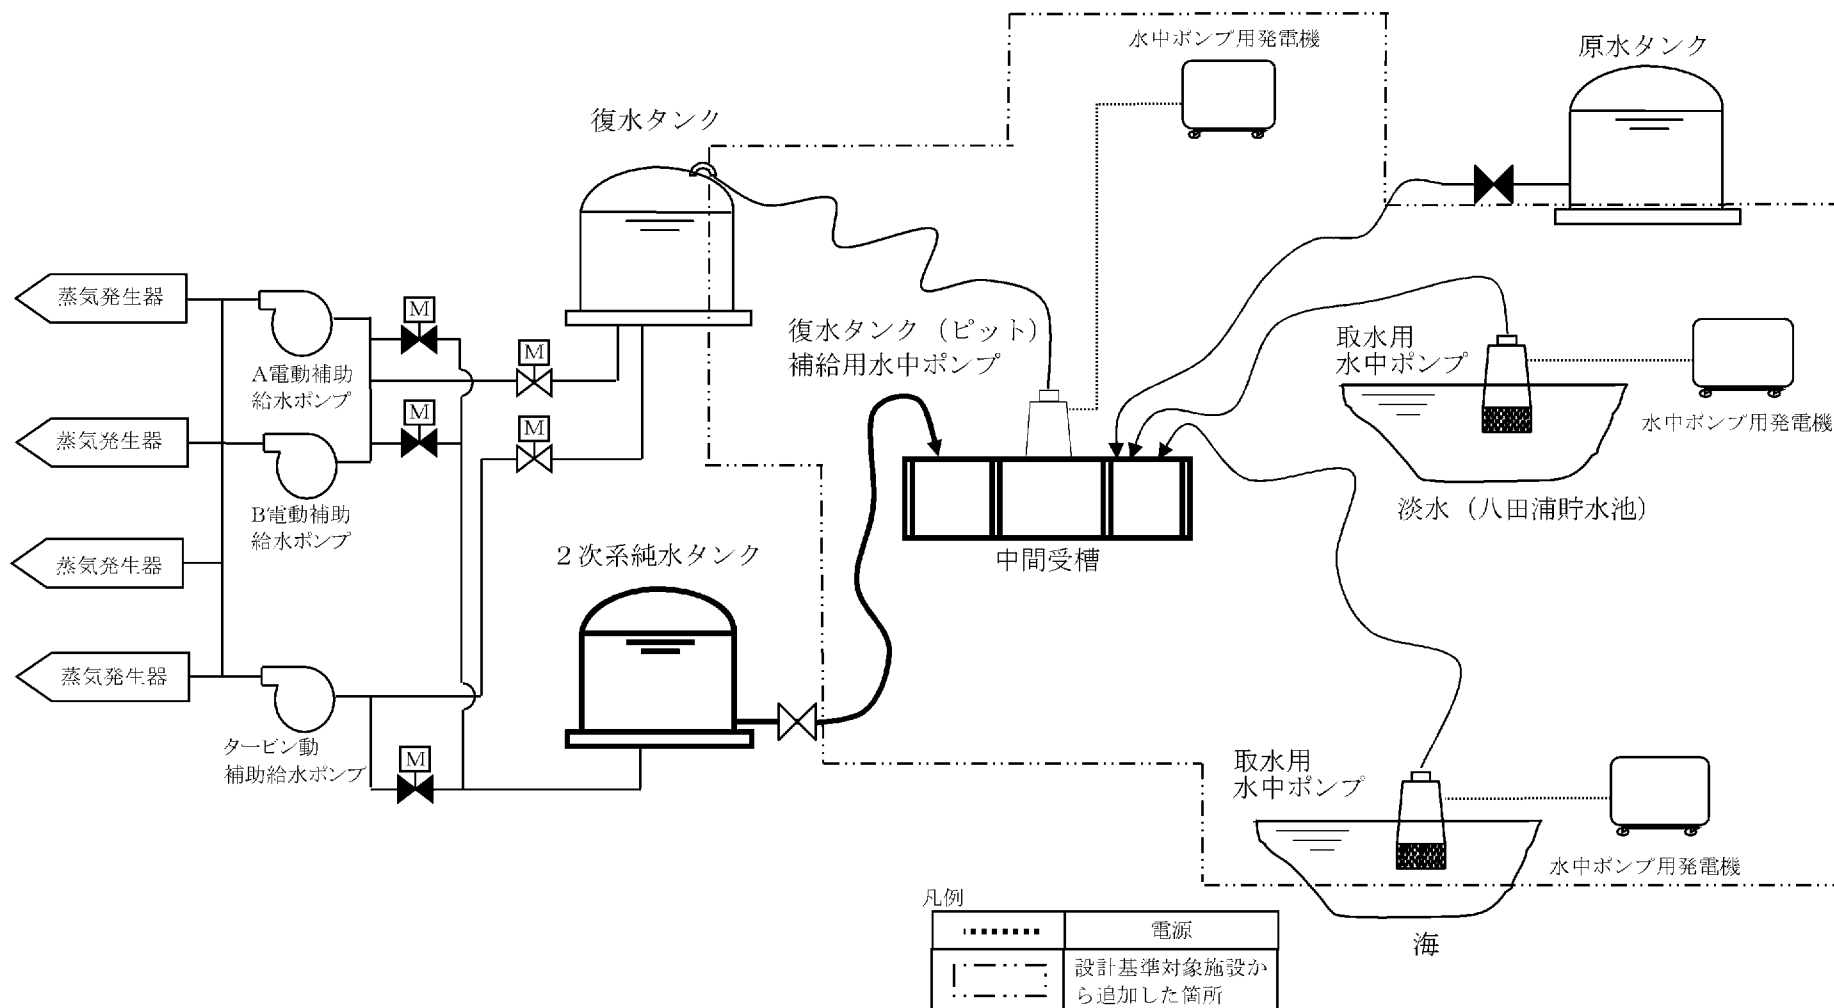 水中ポンプ用発電機
原水タンク
復水タンク
蒸気発生器
M
A電動補助
給水ポンプ
M
復水タンク（ピット）
補給用水中ポンプ
取水用
水中ポンプ
水中ポンプ用発電機
蒸気発生器
M
M
B電動補助
給水ポンプ
淡水（八田浦貯水池）
中間受槽
蒸気発生器
２次系純水タンク
蒸気発生器
タービン動
補助給水ポンプ
M
取水用
水中ポンプ
水中ポンプ用発電機
海
凡例
電源
設計基準対象施設か
ら追加した箇所